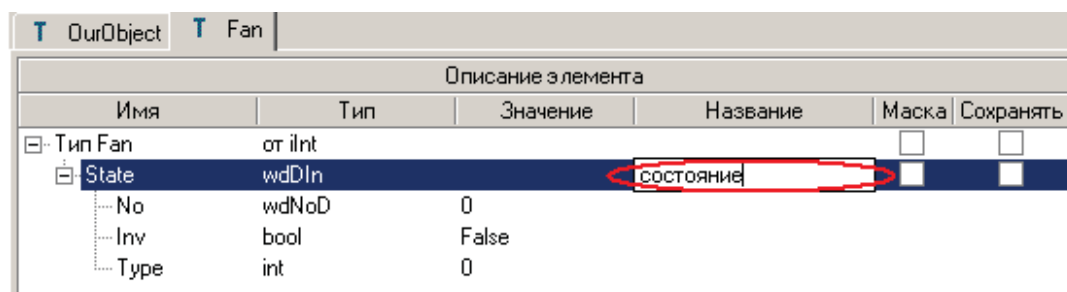 T OurObject T Fan
Описание элемента
Имя Тип Значение Название Маска Сохранять
Тип Fan от iInt
State wdDIn состояние
No wdNoD 0
Inv bool False
Type int 0